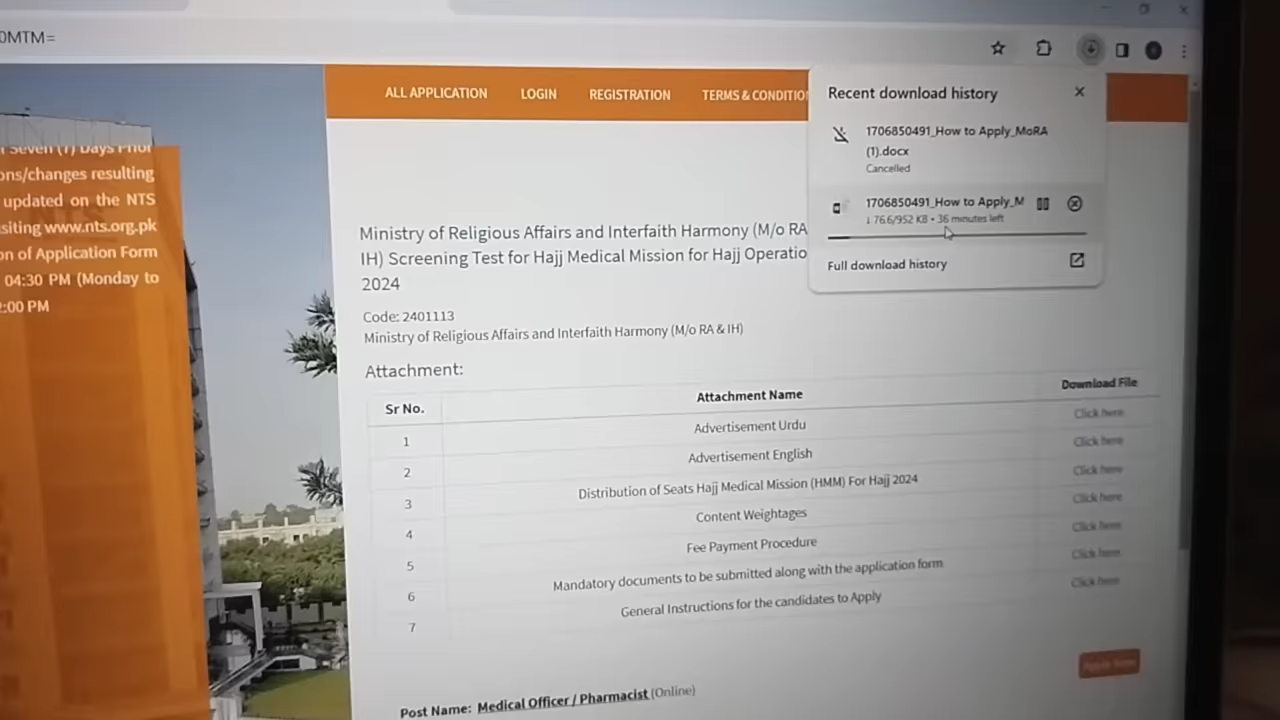 0MTM=
ALL APPLICATION
LOGIN
REGISTRATION
TERMS & CONDITIO
Recent download history
1706850491_How to Apply_MoRA
(1).docx
Cancelled
1706850491_How to Apply_M
↓ 76.6/952 KB • 36 minutes left
Full download history
Seven (7) Days Prior
ons/changes resulting
updated on the NTS
siting www.nts.org.pk
on of Application Form
04:30 PM (Monday to
:00 PM
Ministry of Religious Affairs and Interfaith Harmony (M/o RA
IH) Screening Test for Hajj Medical Mission for Hajj Operatio
2024
Code: 2401113
Ministry of Religious Affairs and Interfaith Harmony (M/o RA & IH)
Attachment:
Sr No.
Attachment Name
Download File
1
Advertisement Urdu
Click here
2
Advertisement English
Click here
3
Distribution of Seats Hajj Medical Mission (HMM) For Hajj 2024
Click here
4
Content Weightages
Click here
5
Fee Payment Procedure
Click here
6
Mandatory documents to be submitted along with the application form
Click here
7
General Instructions for the candidates to Apply
Click here
Post Name: Medical Officer / Pharmacist (Online)